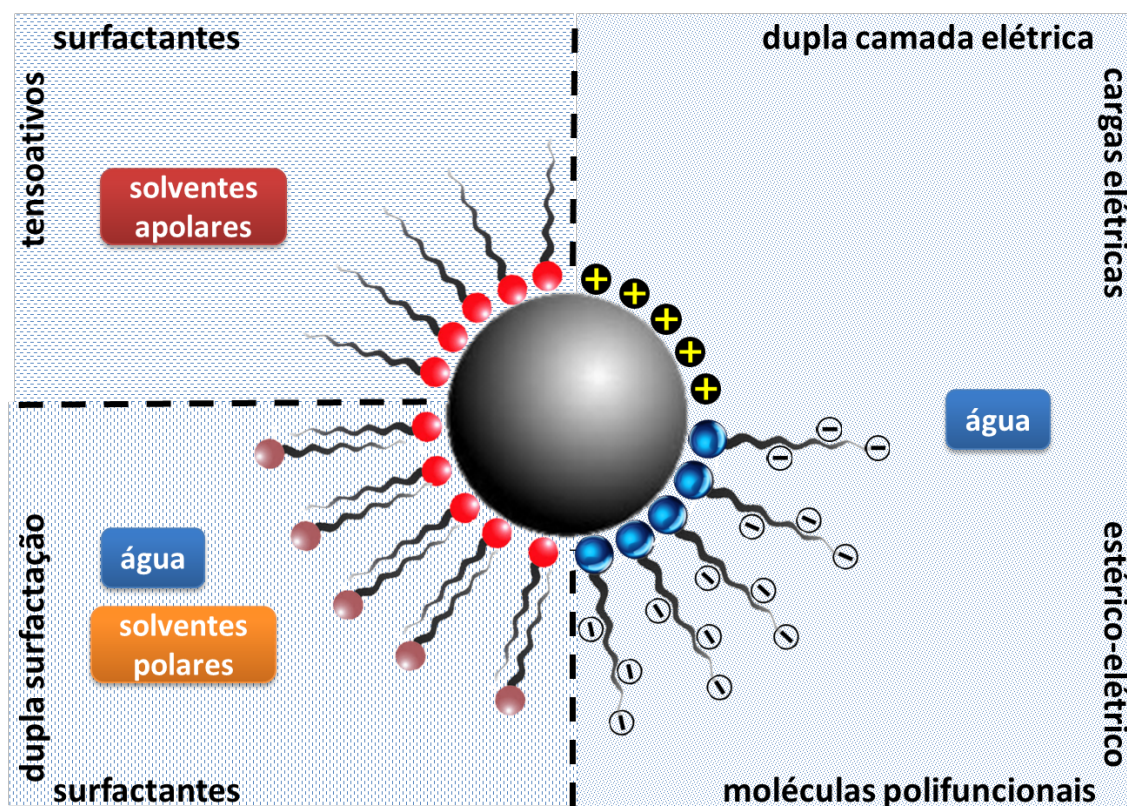 surfactantes
tensoativos
solventes
apolares
dupla camada elétrica
cargas elétricas
+
+
+
+
+
água
dupla surfactação
água
solventes
polares
surfactantes
estérico-elétrico
moléculas polifuncionais